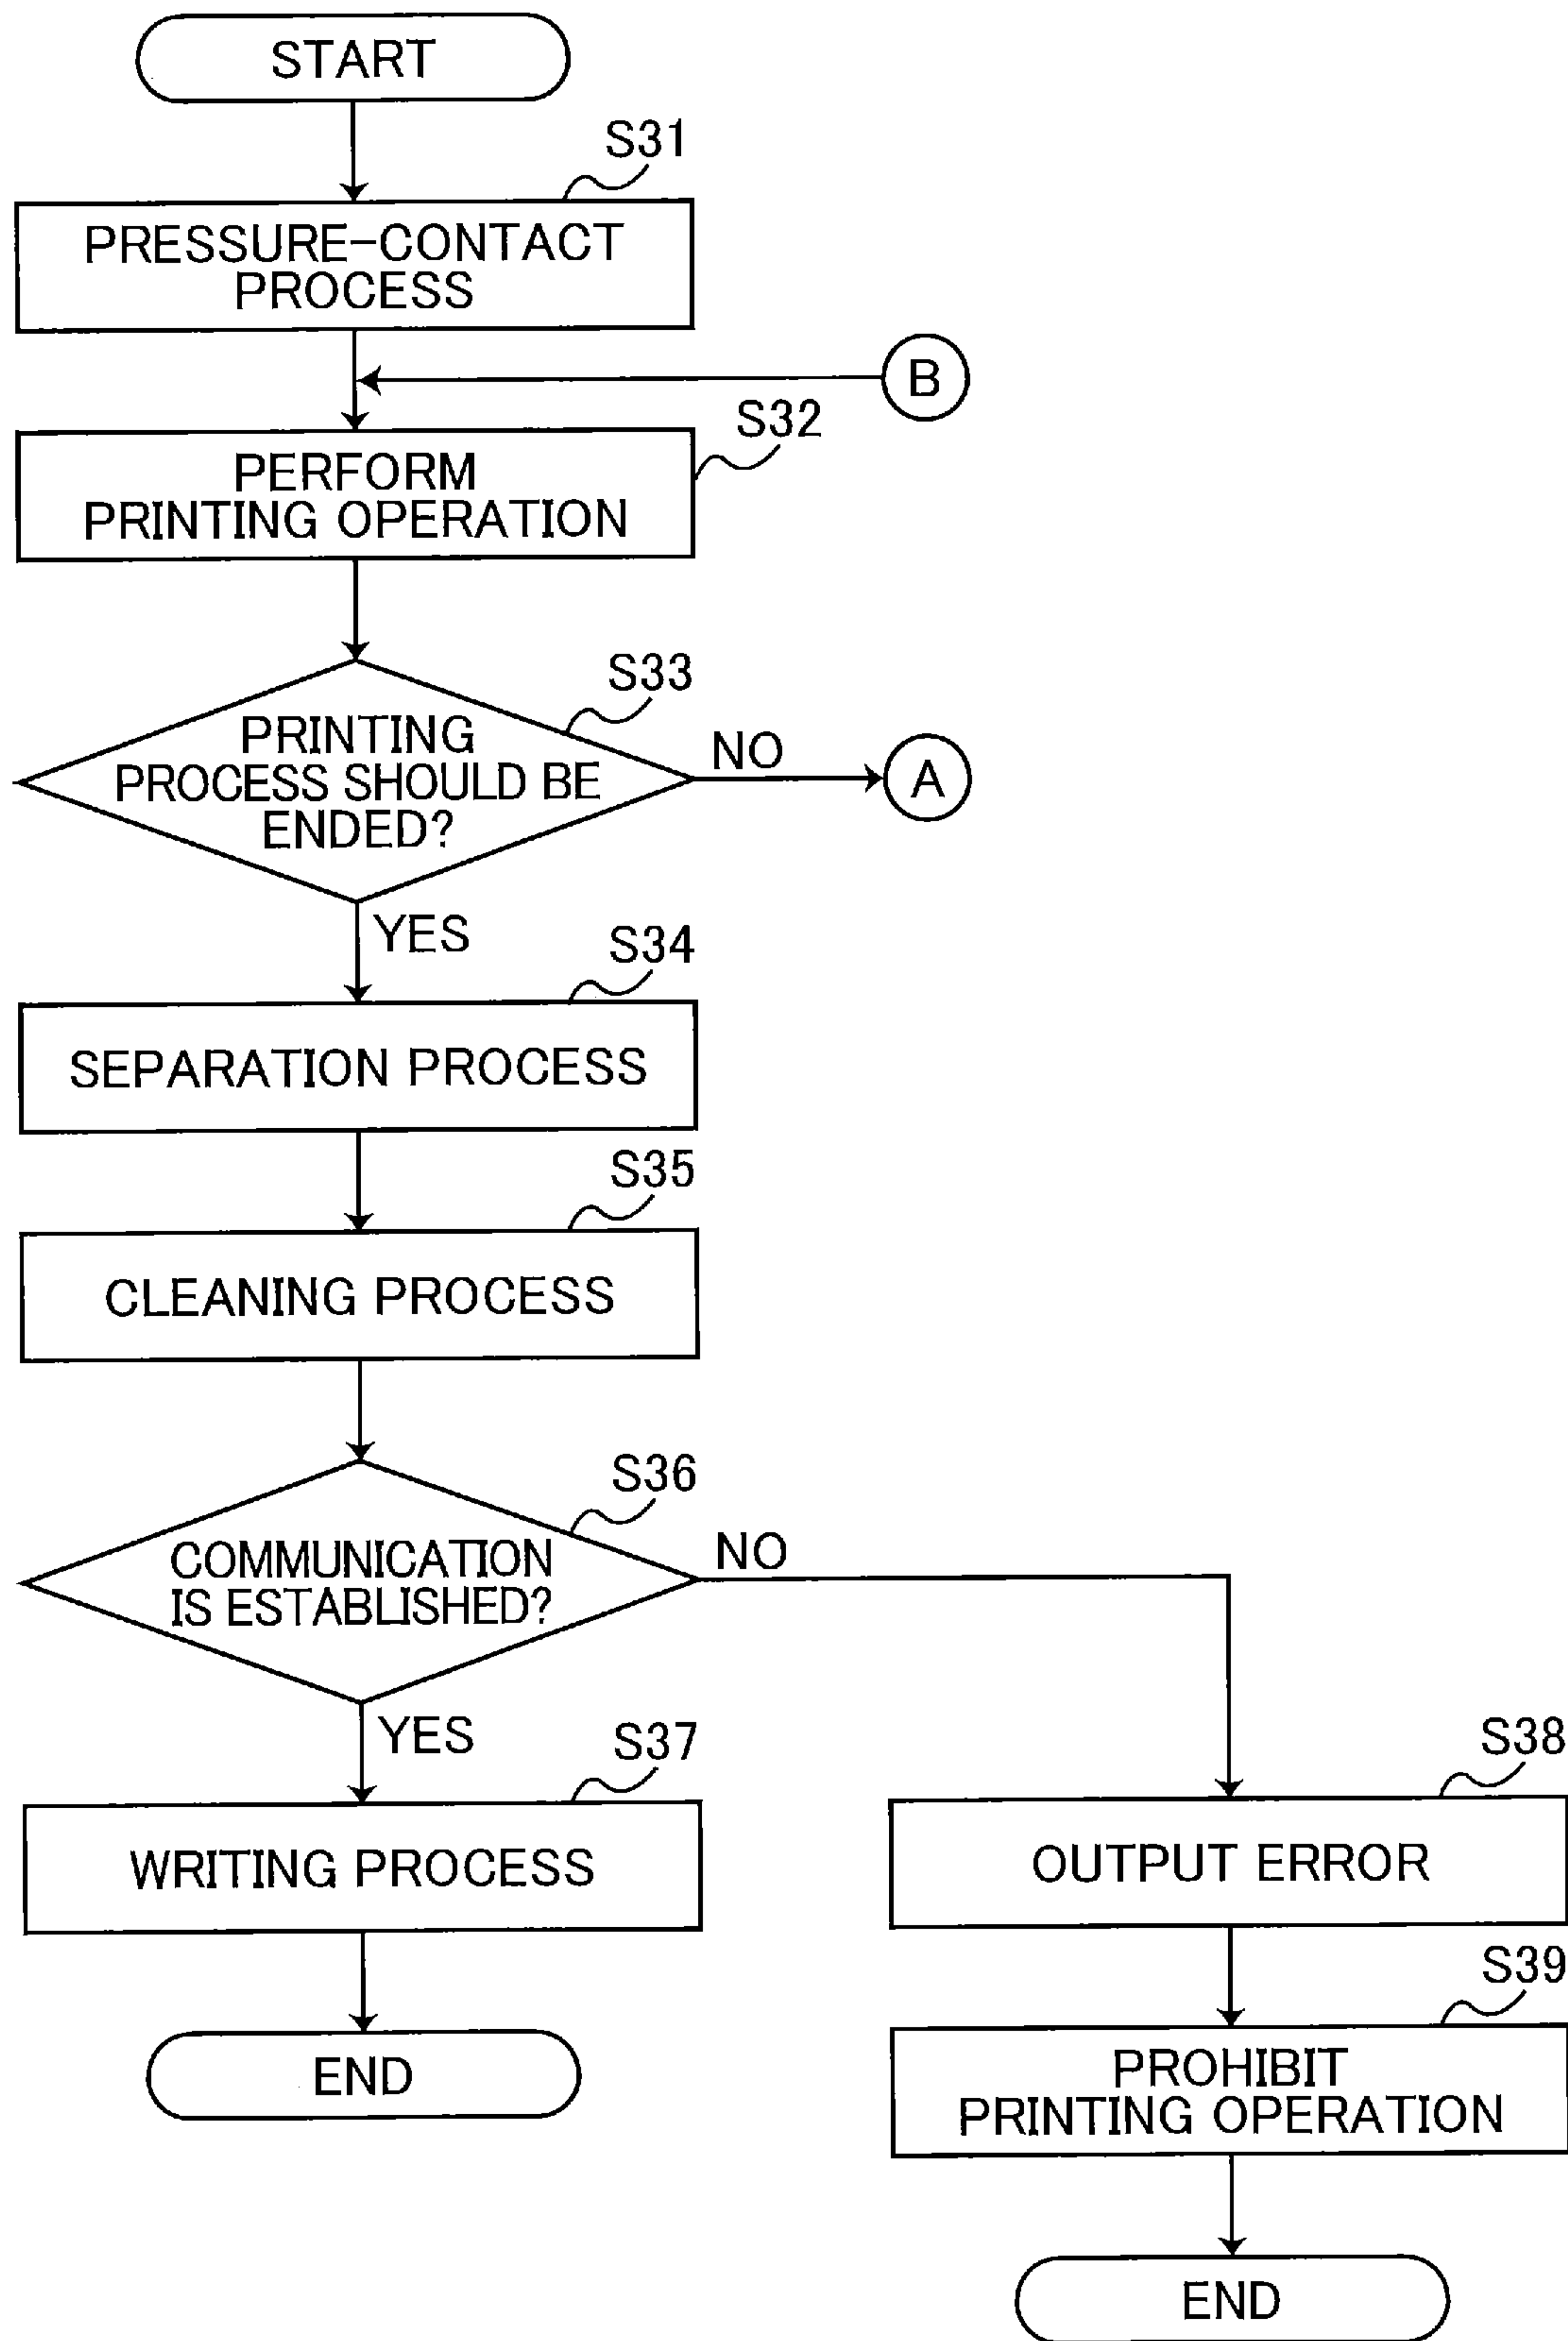 START
S31
PRESSURE-CONTACT
PROCESS
B
S32
PERFORM
PRINTING OPERATION
S33
PRINTING
PROCESS SHOULD BE
ENDED?
NO
A
YES
S34
SEPARATION PROCESS
S35
CLEANING PROCESS
S36
COMMUNICATION
IS ESTABLISHED?
NO
YES
S37
WRITING PROCESS
END
S38
OUTPUT ERROR
S39
PROHIBIT
PRINTING OPERATION
END